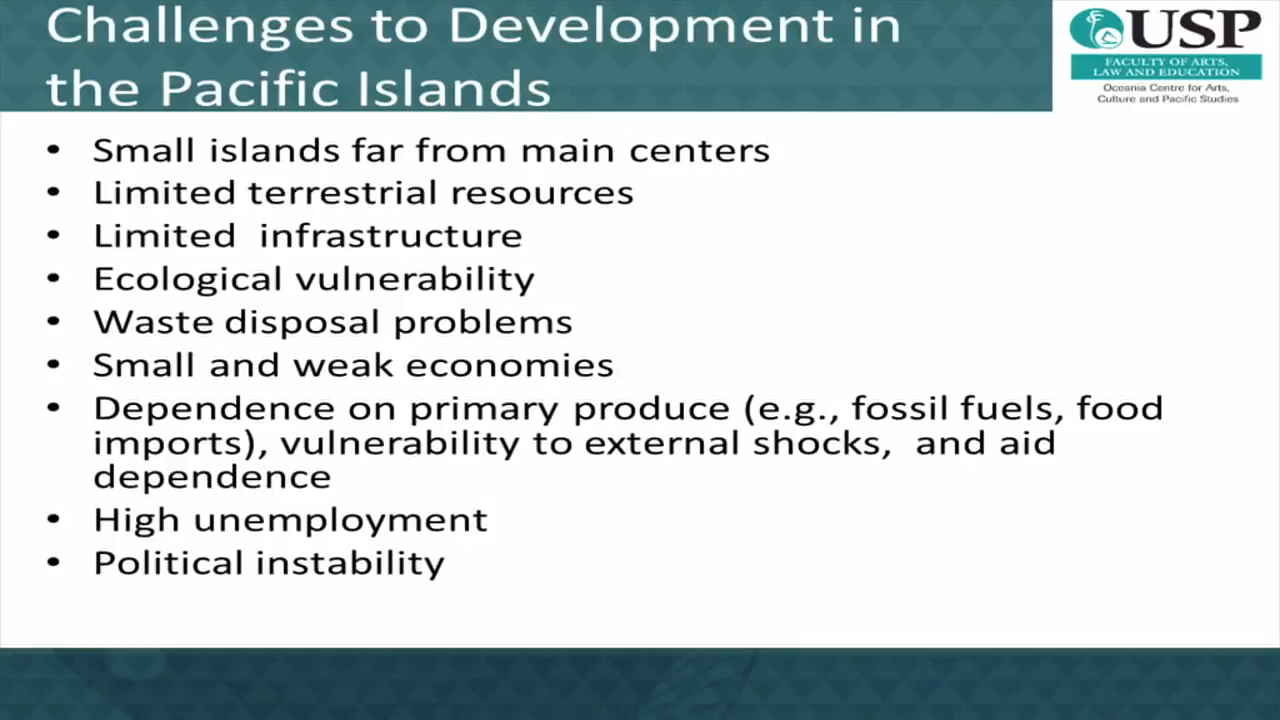 Challenges to Development in
the Pacific Islands
USP
FACULTY OF ARTS,
LAW AND EDUCATION
Oceania Centre for Arts,
Culture and Pacific Studies
• Small islands far from main centers
• Limited terrestrial resources
• Limited  infrastructure
• Ecological vulnerability
• Waste disposal problems
• Small and weak economies
• Dependence on primary produce (e.g., fossil fuels, food
imports), vulnerability to external shocks,  and aid
dependence
• High unemployment
• Political instability